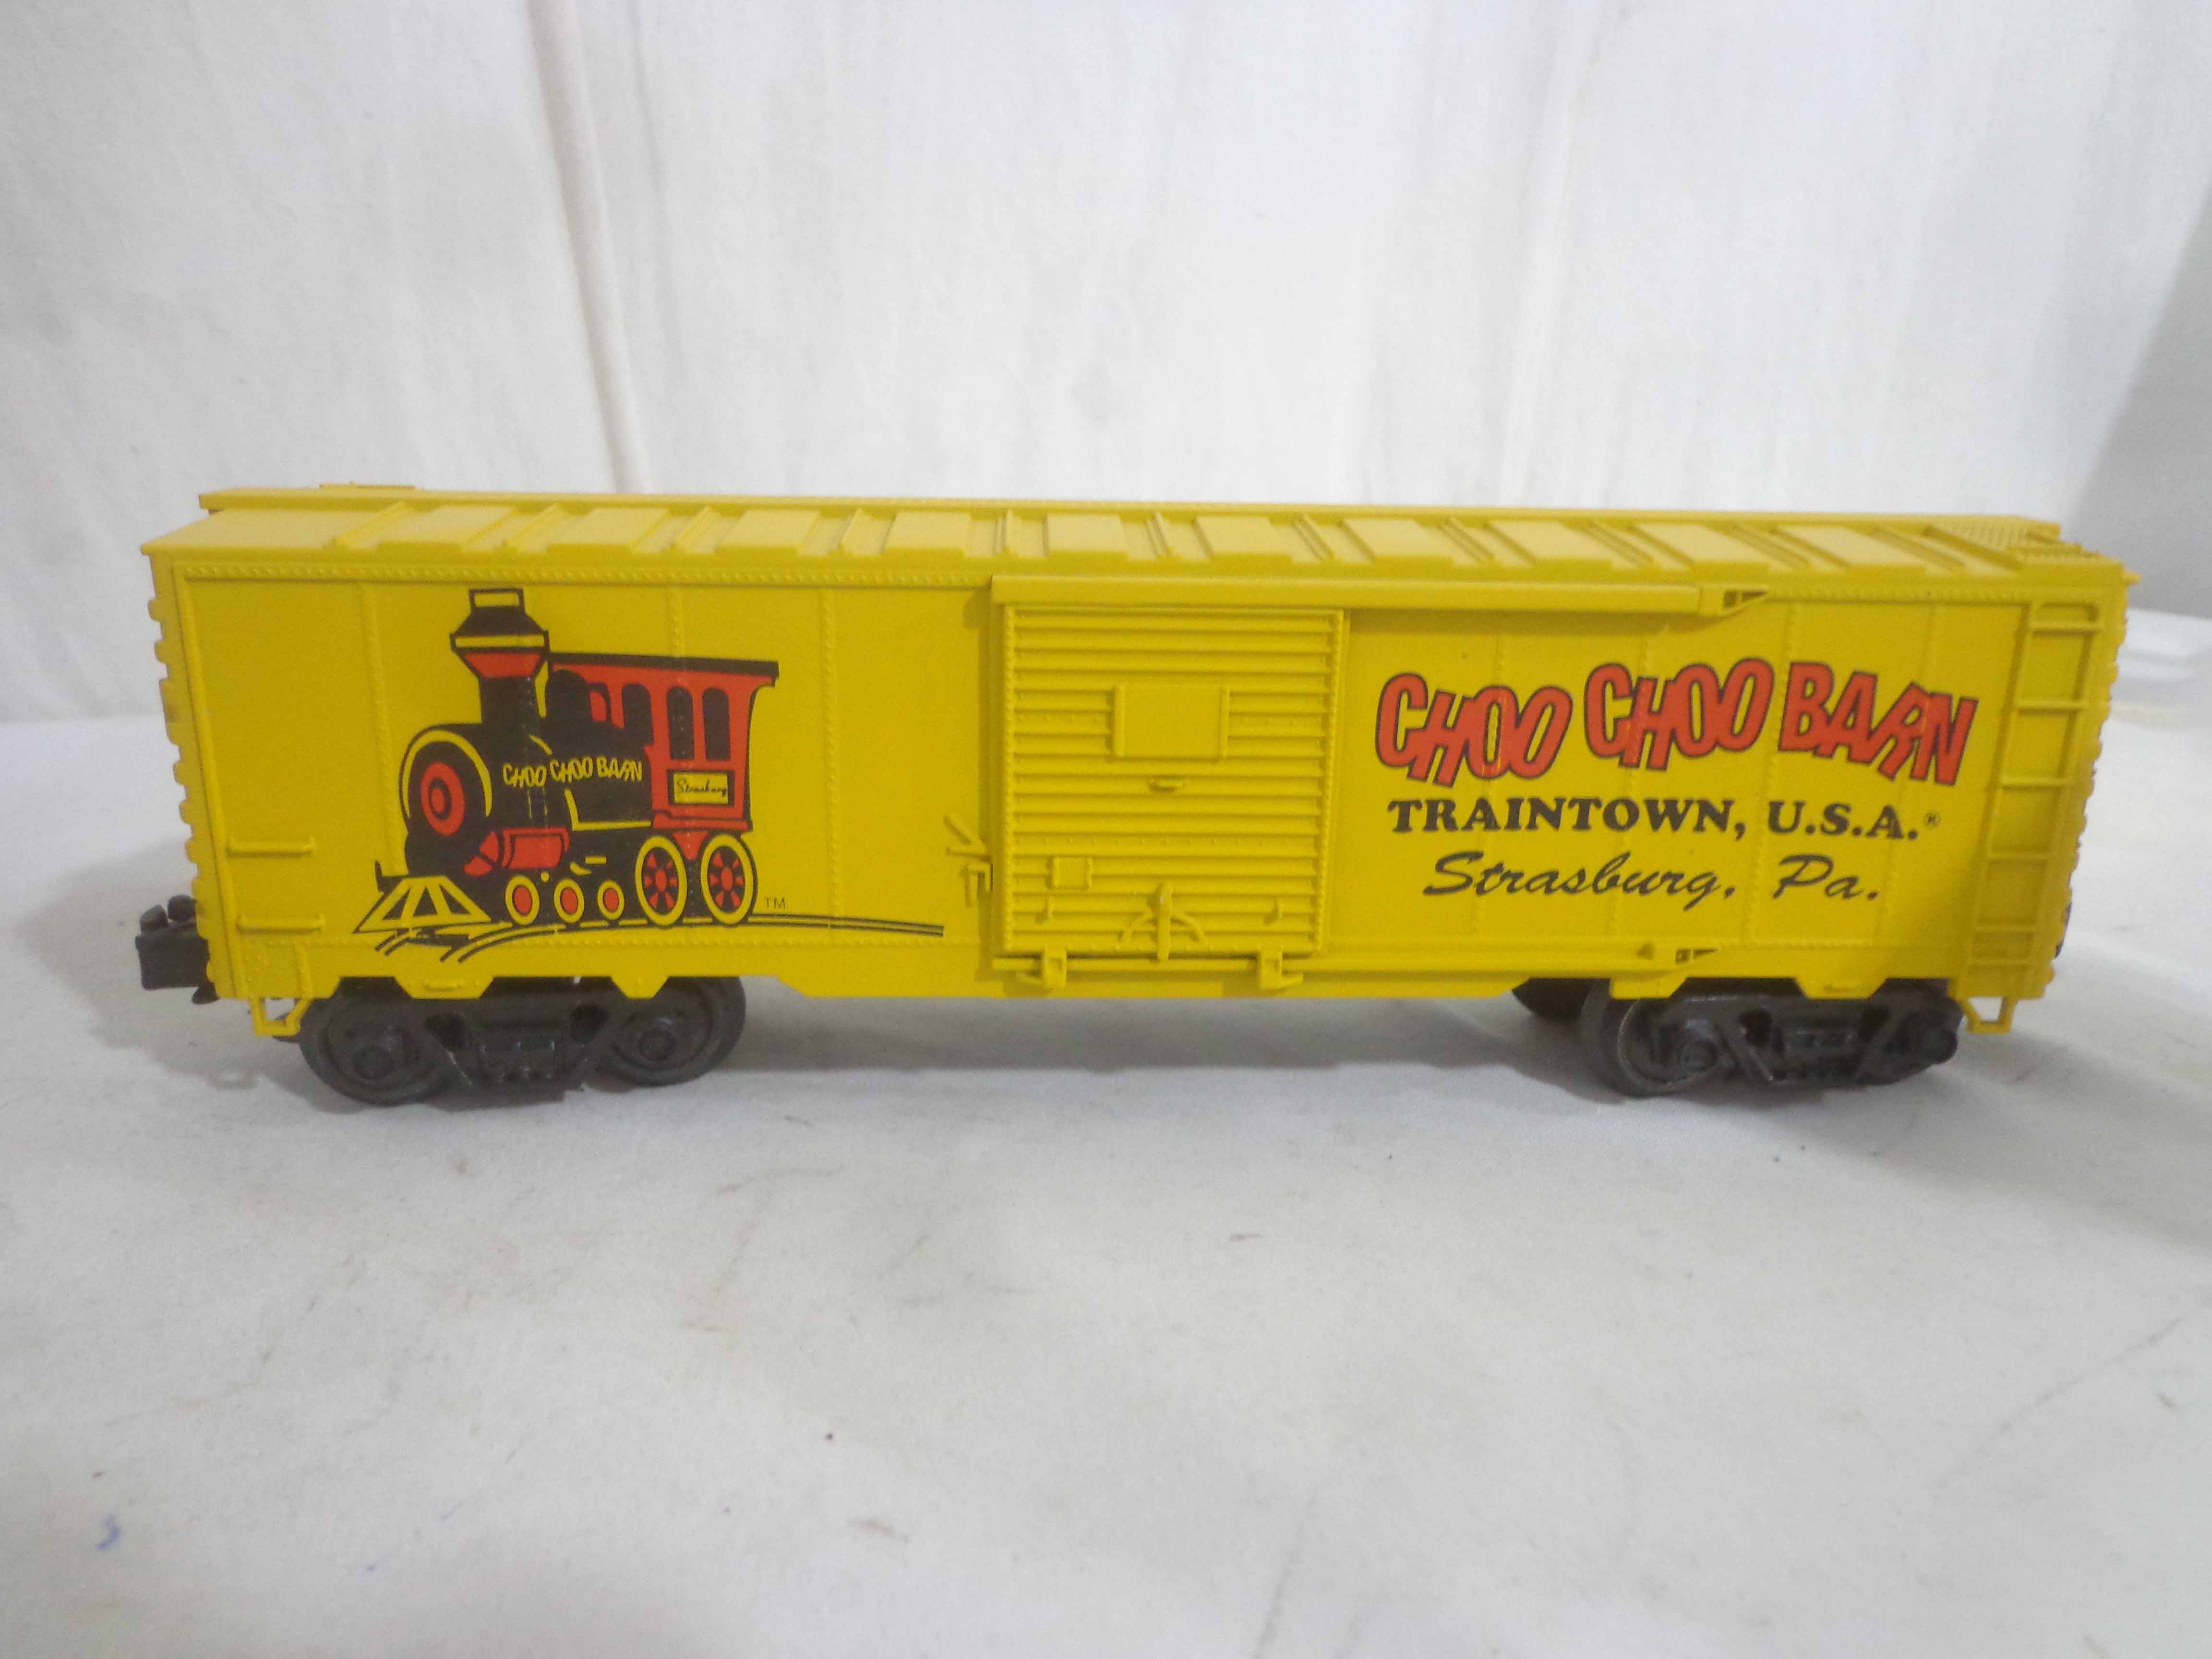 CHOO CHOO BARN
Strasburg
TM
CHOO CHOO BARN
TRAINTOWN, U.S.A.®
Strasburg, Pa.